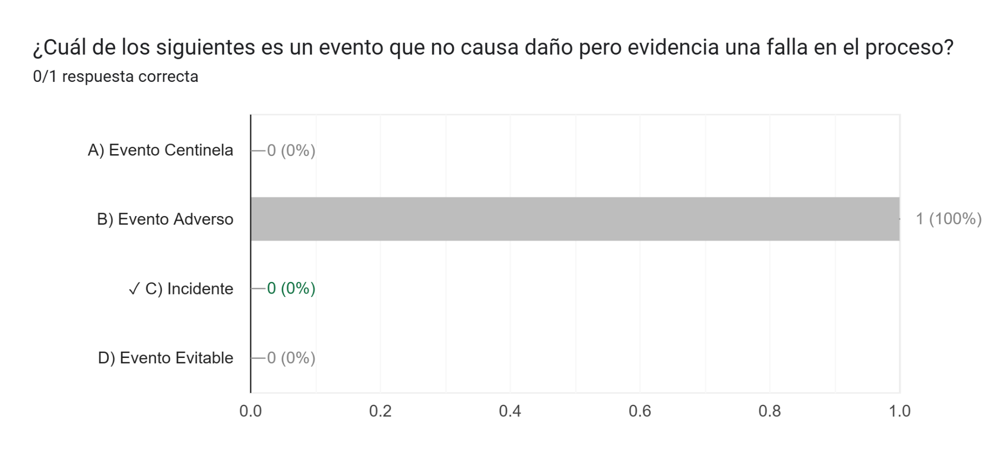 ¿Cuál de los siguientes es un evento que no causa daño pero evidencia una falla en el proceso?
0/1 respuesta correcta
A) Evento Centinela
0 (0%)
B) Evento Adverso
1 (100%)
✓ C) Incidente
0 (0%)
D) Evento Evitable
0 (0%)
0.0 0.2 0.4 0.6 0.8 1.0